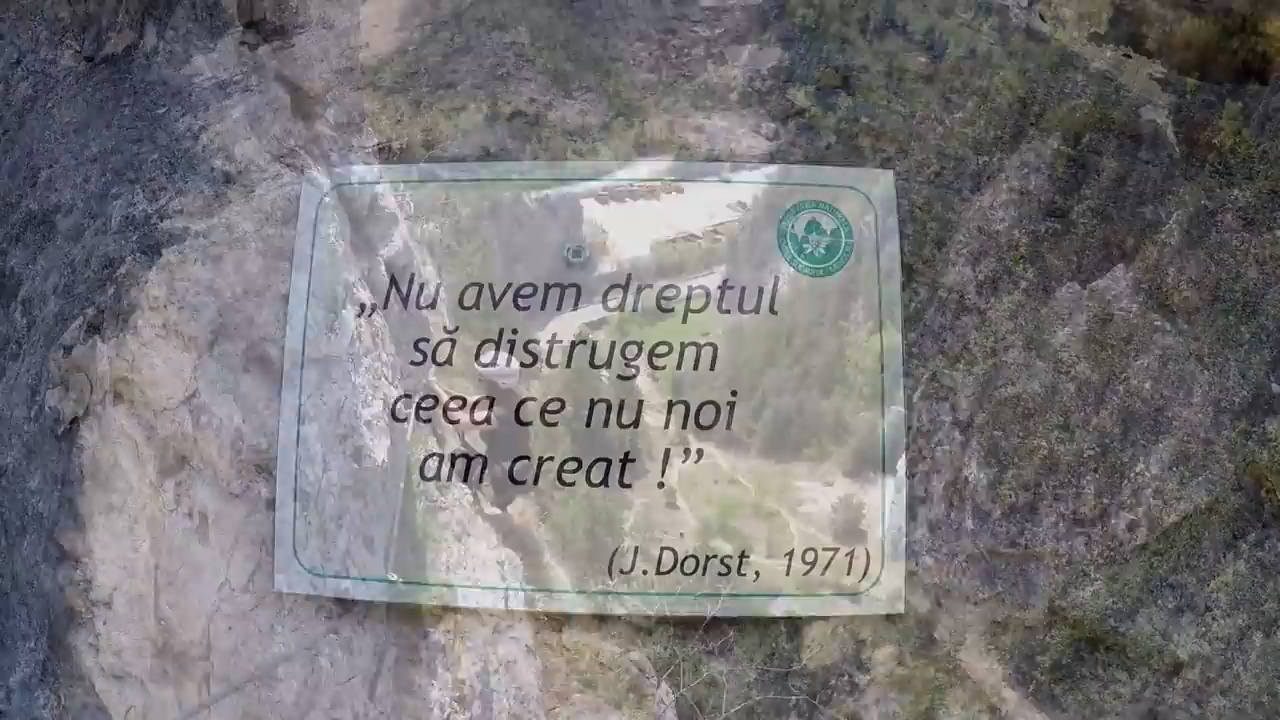 „Nu avem dreptul
să distrugem
ceea ce nu noi
am creat !”
(J.Dorst, 1971)